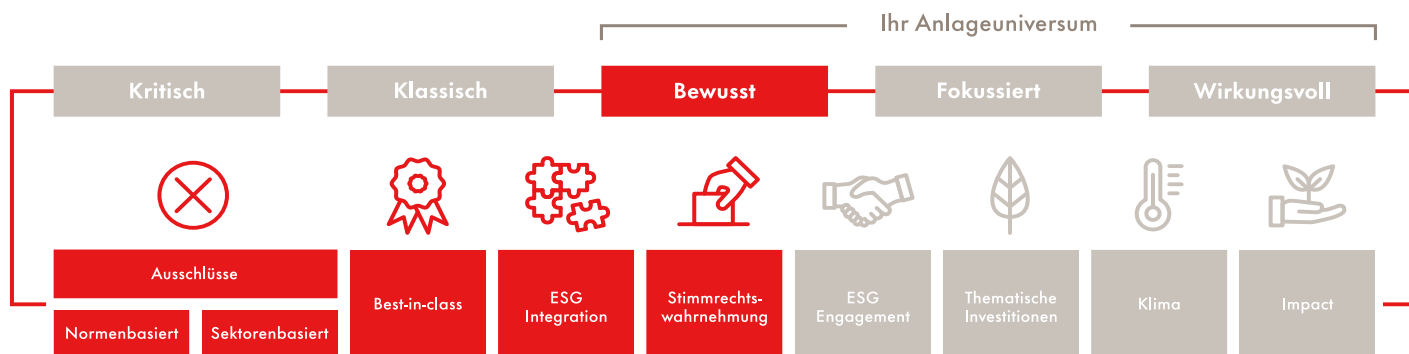 Ihr Anlageuniversum
Kritisch
Klassisch
Bewusst
Fokussiert
Wirkungsvoll
Ausschlüsse
Normenbasiert
Sektorenbasiert
Best-in-class
ESG
Integration
Stimmrechts-
wahrnehmung
ESG
Engagement
Thematische
Investitionen
Klima
Impact